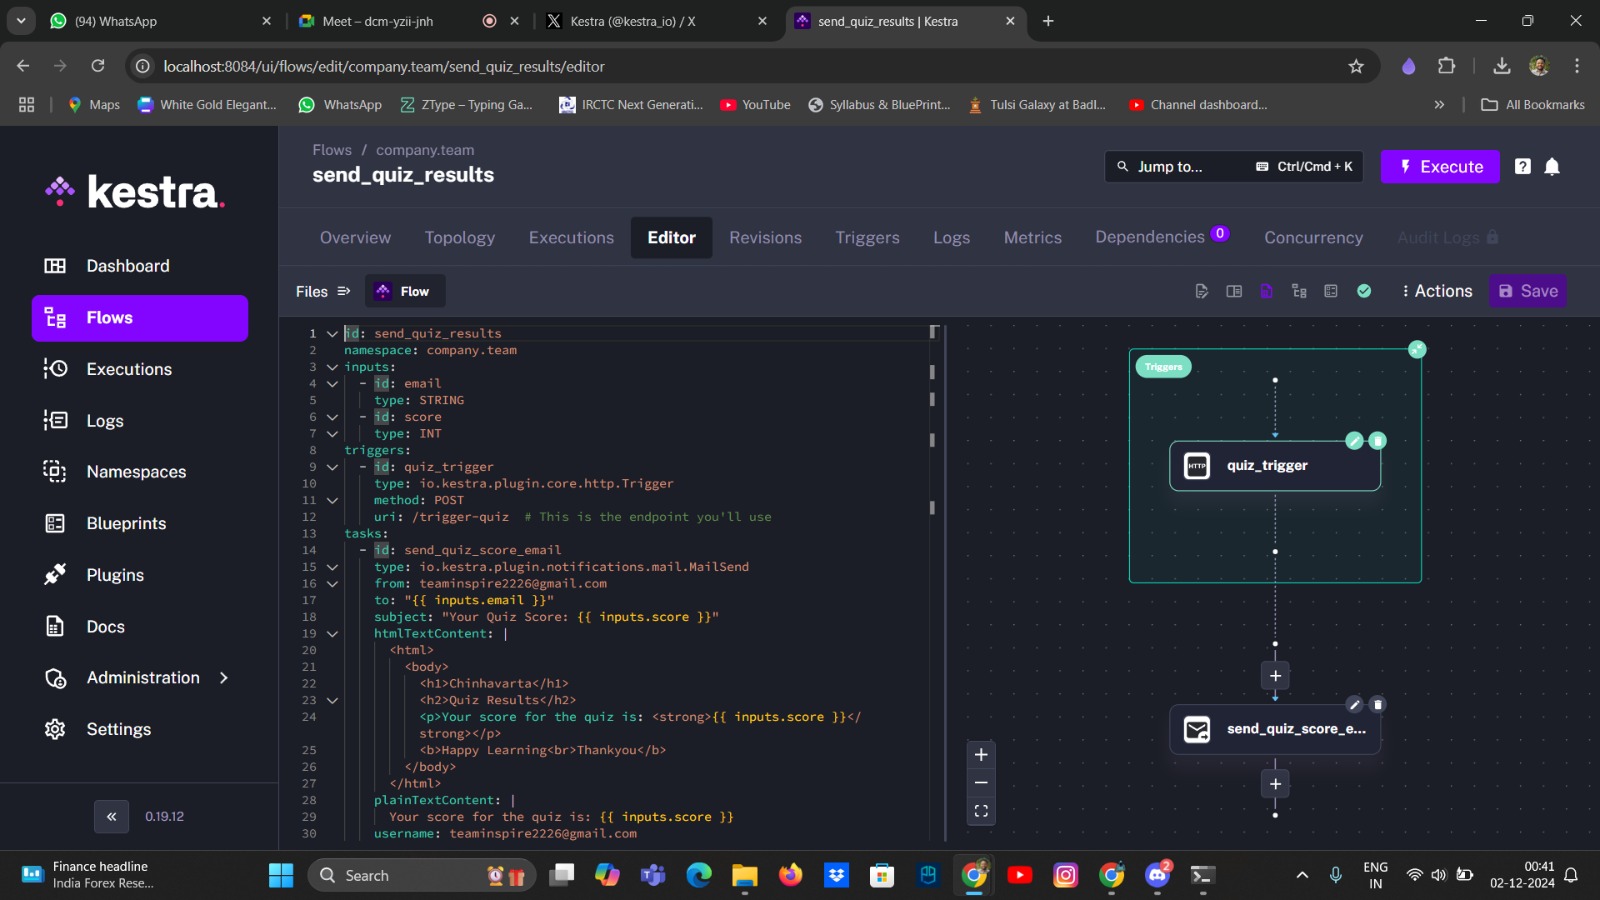 (94) WhatsApp
Meet – dcm-yzii-jnh
Kestra (@kestra_io) / X
send_quiz_results | Kestra
localhost:8084/ui/flows/edit/company.team/send_quiz_results/editor
Maps
White Gold Elegant...
WhatsApp
ZType – Typing Ga...
IRCTC Next Generati...
YouTube
Syllabus & BluePrint...
Tulsi Galaxy at Badl...
Channel dashboard...
»
All Bookmarks
kestra.
Dashboard
Flows
Executions
Logs
Namespaces
Blueprints
Plugins
Docs
Administration
Settings
«
0.19.12
Flows / company.team
send_quiz_results
Jump to...
Ctrl/Cmd + K
Execute
Overview
Topology
Executions
Editor
Revisions
Triggers
Logs
Metrics
Dependencies 0
Concurrency
Audit Logs
Files
Flow
Actions
Save
1 id: send_quiz_results
2 namespace: company.team
3 inputs:
4 - id: email
5 type: STRING
6 - id: score
7 type: INT
8 triggers:
9 - id: quiz_trigger
10 type: io.kestra.plugin.core.http.Trigger
11 method: POST
12 uri: /trigger-quiz # This is the endpoint you'll use
13 tasks:
14 - id: send_quiz_score_email
15 type: io.kestra.plugin.notifications.mail.MailSend
16 from: teaminspire2226@gmail.com
17 to: "{{ inputs.email }}"
18 subject: "Your Quiz Score: {{ inputs.score }}"
19 htmlTextContent: |
20 <html>
21 <body>
22 <h1>Chinhavarta</h1>
23 <h2>Quiz Results</h2>
24 <p>Your score for the quiz is: <strong>{{ inputs.score }}</
strong></p>
25 <b>Happy Learning<br>Thankyou</b>
26 </body>
27 </html>
28 plainTextContent: |
29 Your score for the quiz is: {{ inputs.score }}
30 username: teaminspire2226@gmail.com
Triggers
HTTP
quiz_trigger
send_quiz_score_e...
Finance headline
India Forex Rese...
Search
2
ENG
IN
00:41
02-12-2024